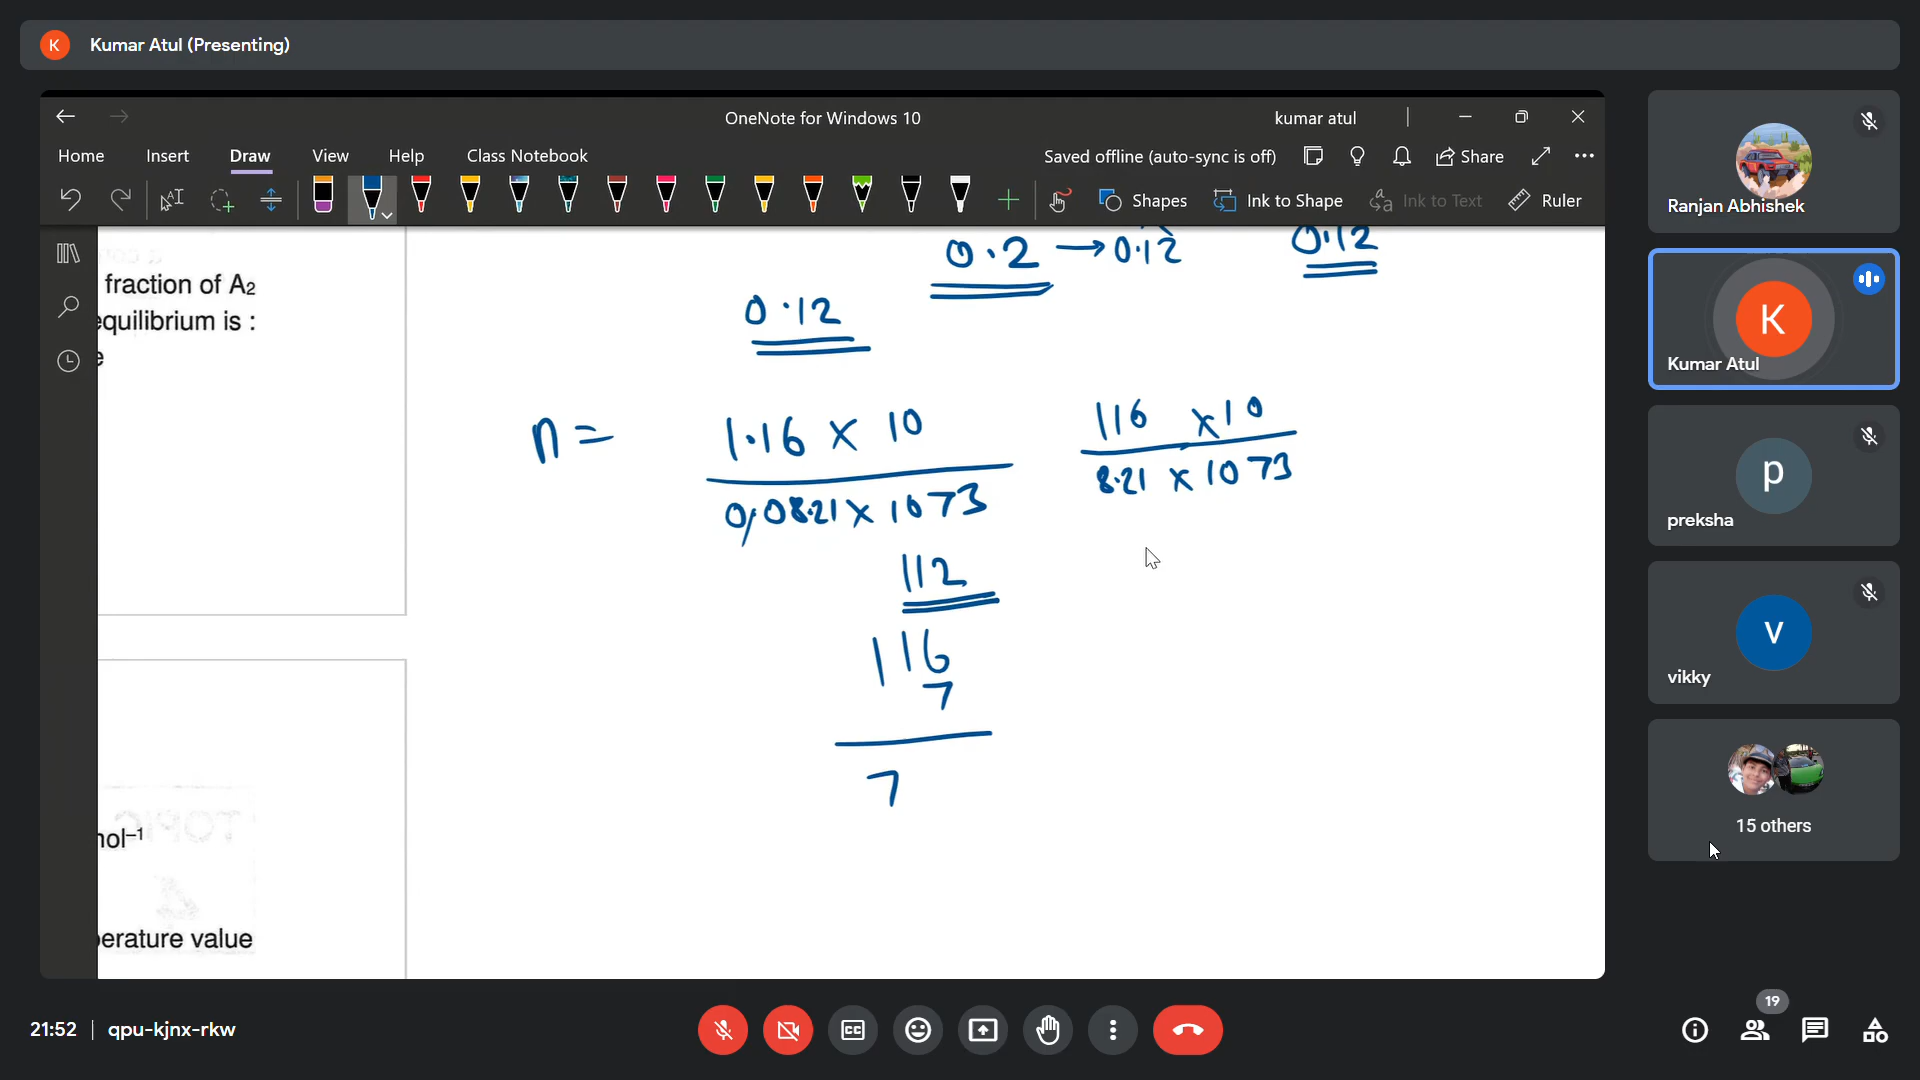 K Kumar Atul (Presenting)
OneNote for Windows 10
kumar atul
Home Insert Draw View Help Class Notebook
Saved offline (auto-sync is off) Share
Shapes Ink to Shape Ink to Text Ruler
fraction of A2
equilibrium is :
e
0.2 → 0.12 0.12
0.12
n = 1.16 x 10 116 x 10
0.0821 x 1073 8.21 x 1073
112
116
7
7
TOPIC
nol–1
erature value
Ranjan Abhishek
K
Kumar Atul
p
preksha
V
vikky
15 others
21:52 | qpu-kjnx-rkw
CC
19